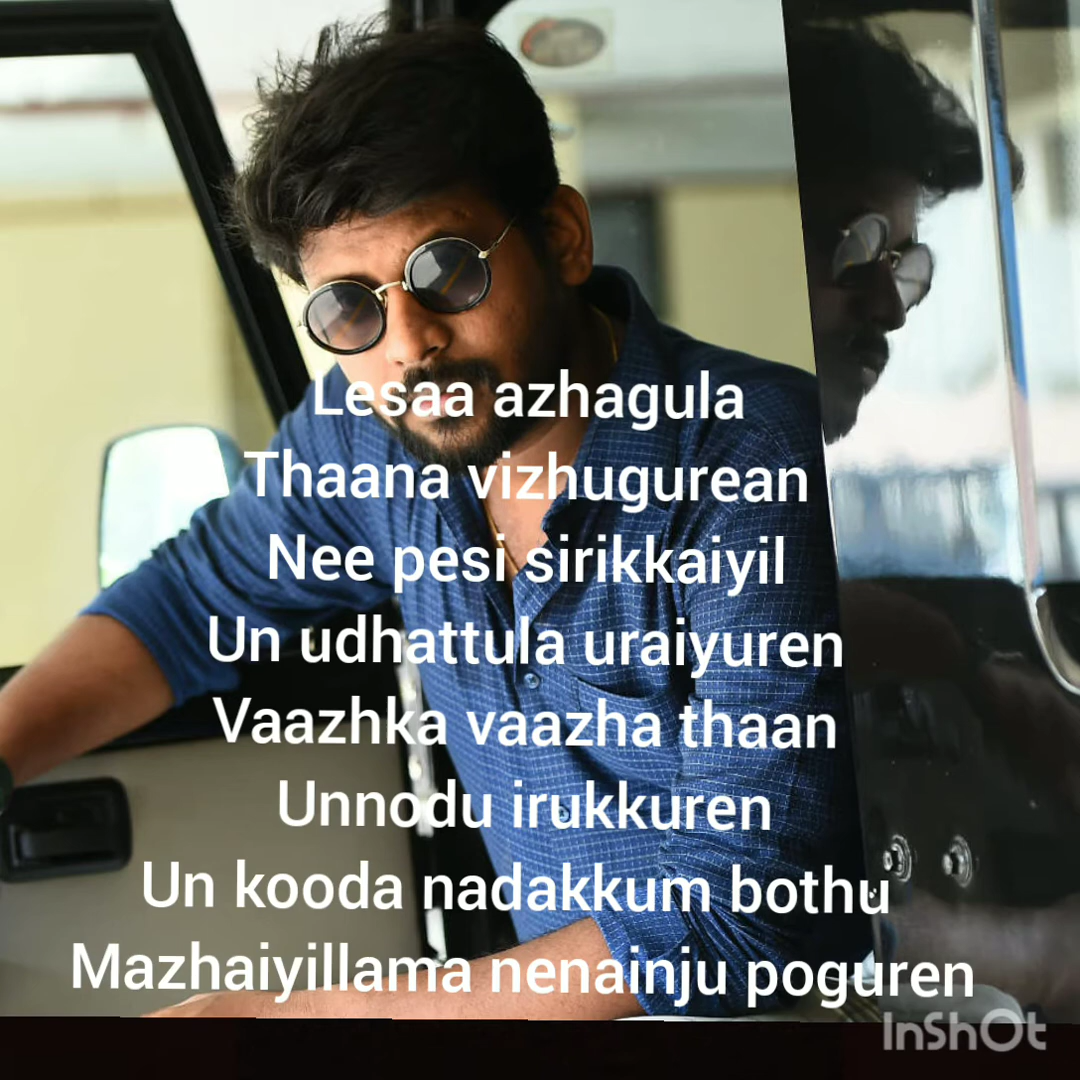 Lesaa azhagula
Thaana vizhugurean
Nee pesi sirikkaiyil
Un udhattula uraiyuren
Vaazhka vaazha thaan
Unnodu irukkuren
Un kooda nadakkum bothu
Mazhaiyillama nenainju poguren
InShOt